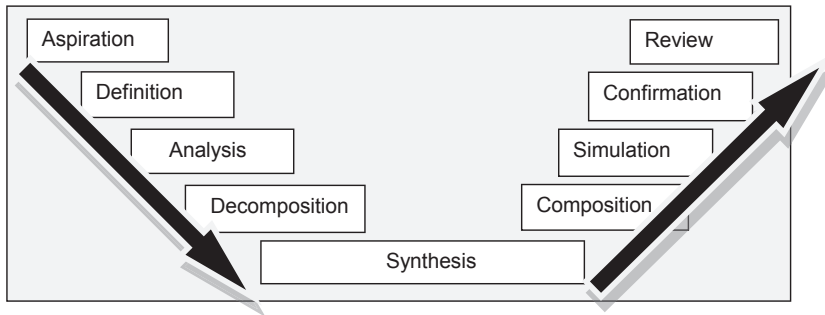 Aspiration
Review
Definition
Confirmation
Analysis
Simulation
Decomposition
Composition
Synthesis